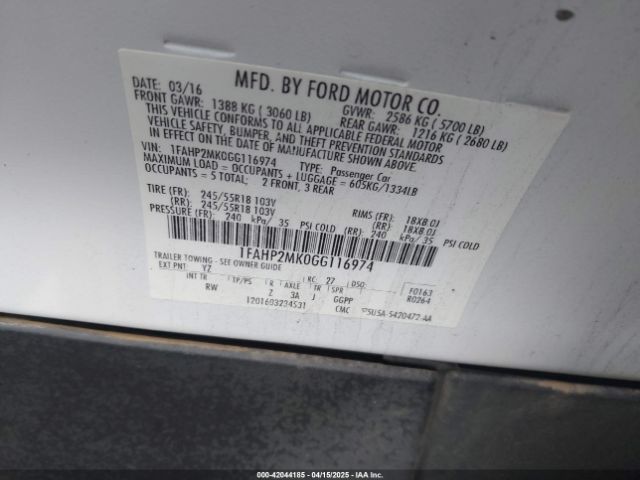 MFD. BY FORD MOTOR CO.
DATE: 03/16 GVWR: 2586 KG ( 5700 LB)
FRONT GAWR: 1388 KG ( 3060 LB) REAR GAWR: 1216 KG ( 2680 LB)
THIS VEHICLE CONFORMS TO ALL APPLICABLE FEDERAL MOTOR
VEHICLE SAFETY, BUMPER, AND THEFT PREVENTION STANDARDS
IN EFFECT ON THE DATE OF MANUFACTURE SHOWN ABOVE.
VIN: 1FAHP2MK0GG116974 TYPE: Passenger Car
MAXIMUM LOAD = OCCUPANTS + LUGGAGE = 605KG/1334LB
OCCUPANTS = 5 TOTAL; 2 FRONT, 3 REAR
TIRE (FR): 245/55R18 103V RIMS (FR): 18X8.0J
(RR): 245/55R18 103V (RR): 18X8.0J
PRESSURE (FR): 240 kPa/ 35 PSI COLD (RR): 240 kPa/ 35 PSI COLD
1FAHP2MK0GG116974
TRAILER TOWING - SEE OWNER GUIDE
EXT PNT: YZ RC: 27 DSO: F0163
R0264
INT TR TP/PS R AXLE TR SPR
RW 2 3A J GGPP
1201603234531 CMC 5USA-5420472-AA
000-42044185 - 04/15/2025 - IAA Inc.